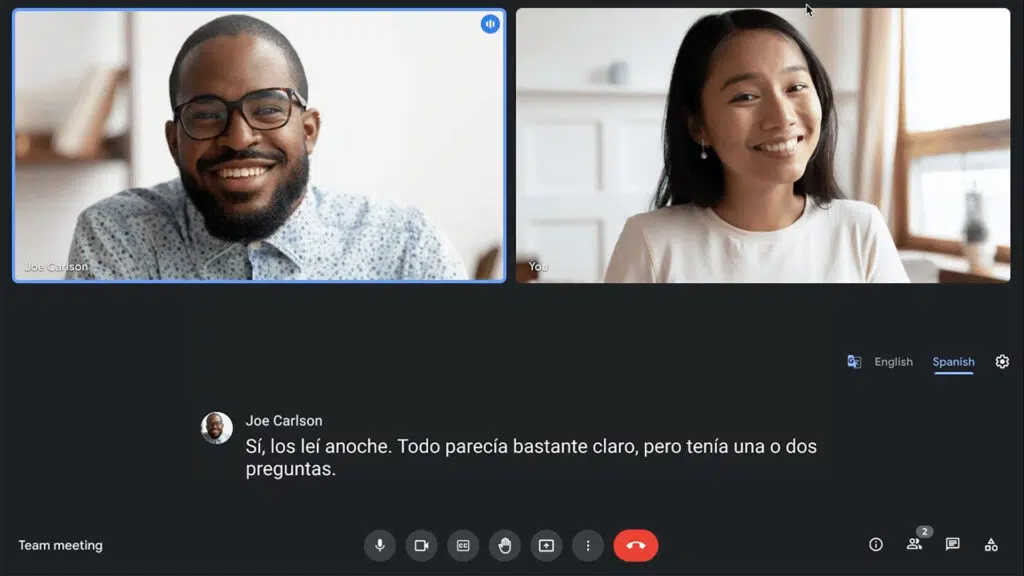 Joe Carlson
You
English Spanish
Joe Carlson
Sí, los leí anoche. Todo parecía bastante claro, pero tenía una o dos
preguntas.
2
Team meeting